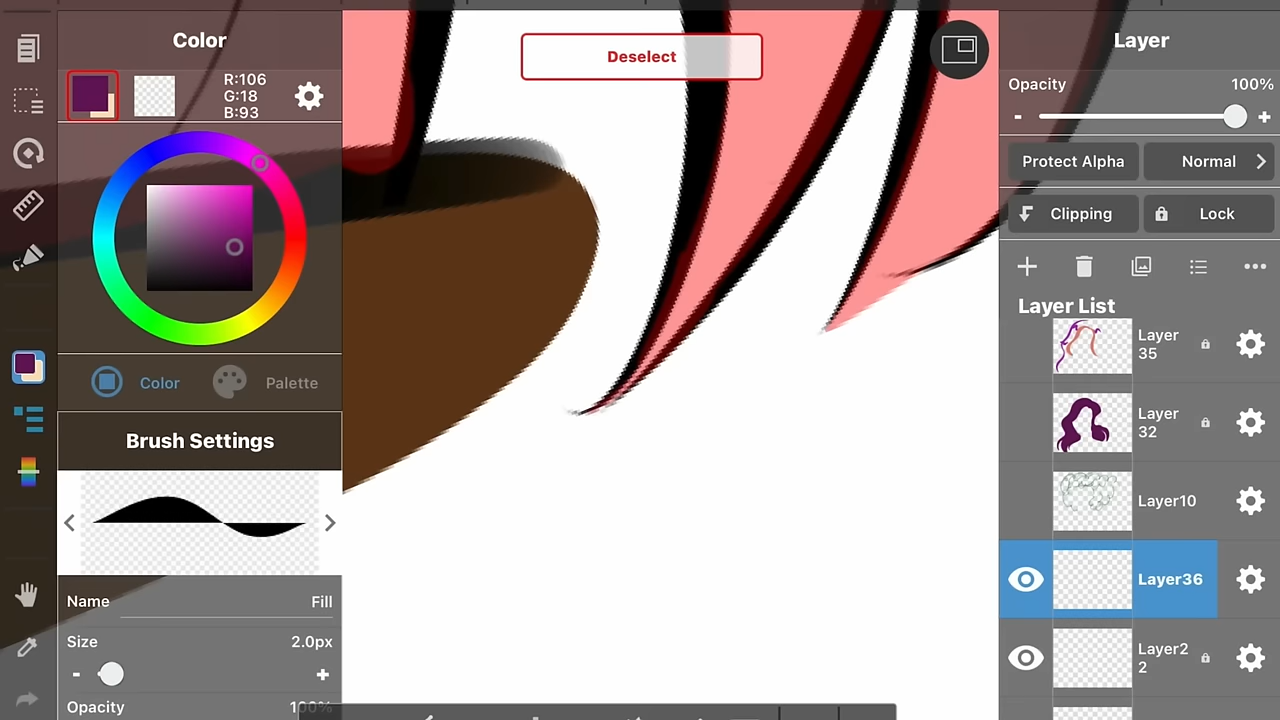 Color
R:106
G:18
B:93
Color
Palette
Brush Settings
Name
Fill
Size
2.0px
-
+
Opacity
100%
Deselect
Layer
Opacity
100%
-
+
Protect Alpha
Normal
Clipping
Lock
Layer List
Layer
35
Layer
32
Layer10
Layer36
Layer2
2